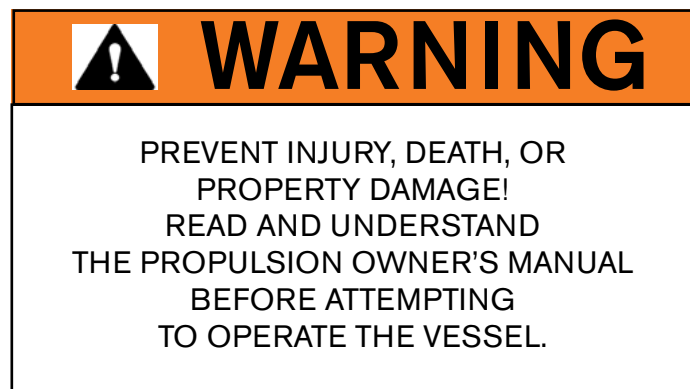 WARNING
PREVENT INJURY, DEATH, OR
PROPERTY DAMAGE!
READ AND UNDERSTAND
THE PROPULSION OWNER'S MANUAL
BEFORE ATTEMPTING
TO OPERATE THE VESSEL.